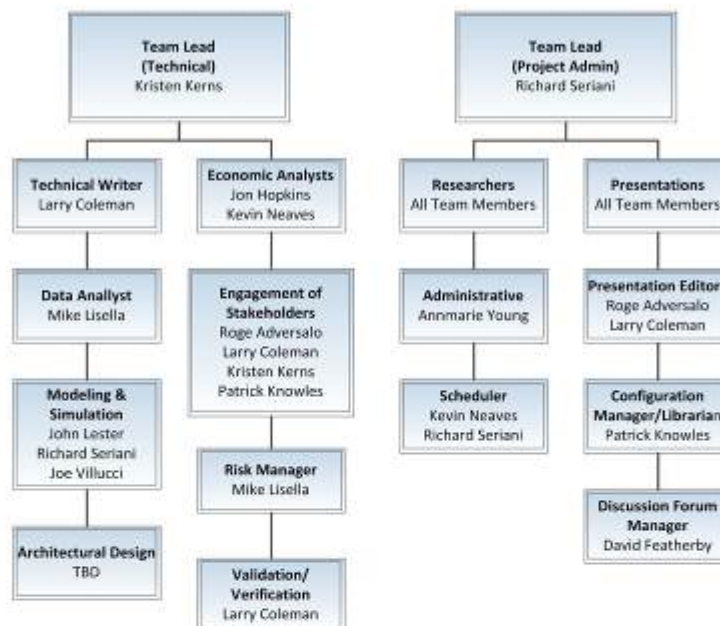 Team Lead
(Technical)
Kristen Kerns
Technical Writer
Larry Coleman
Data Anallyst
Mike Lisella
Modeling &
Simulation
John Lester
Richard Seriani
Joe Villucci
Architectural Design
TBD
Economic Analysts
Jon Hopkins
Kevin Neaves
Engagement of
Stakeholders
Roge Adversalo
Larry Coleman
Kristen Kerns
Patrick Knowles
Risk Manager
Mike Lisella
Validation/
Verification
Larry Coleman
Team Lead
(Project Admin)
Richard Seriani
Researchers
All Team Members
Administrative
Annmarie Young
Scheduler
Kevin Neaves
Richard Seriani
Presentations
All Team Members
Presentation Editor
Roge Adversalo
Larry Coleman
Configuration
Manager/Librarian
Patrick Knowles
Discussion Forum
Manager
David Featherby